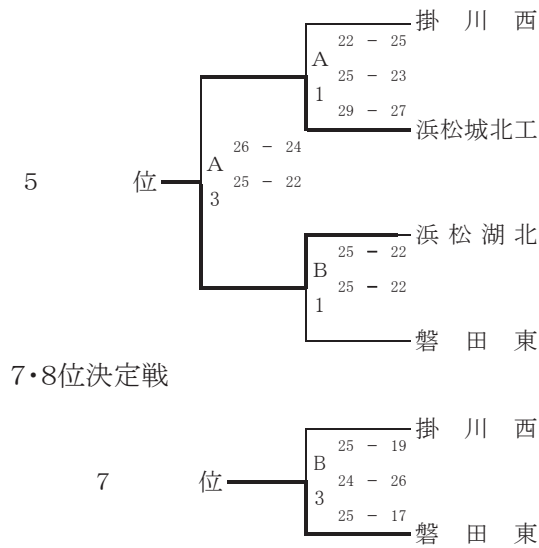 掛川西
22 － 25
A
25 － 23
1
29 － 27
浜松城北工
26 － 24
A
5位
25 － 22
3
浜松湖北
25 － 22
B
25 － 22
1
磐田東
7・8位決定戦
掛川西
25 － 19
B
7位
24 － 26
3
25 － 17
磐田東